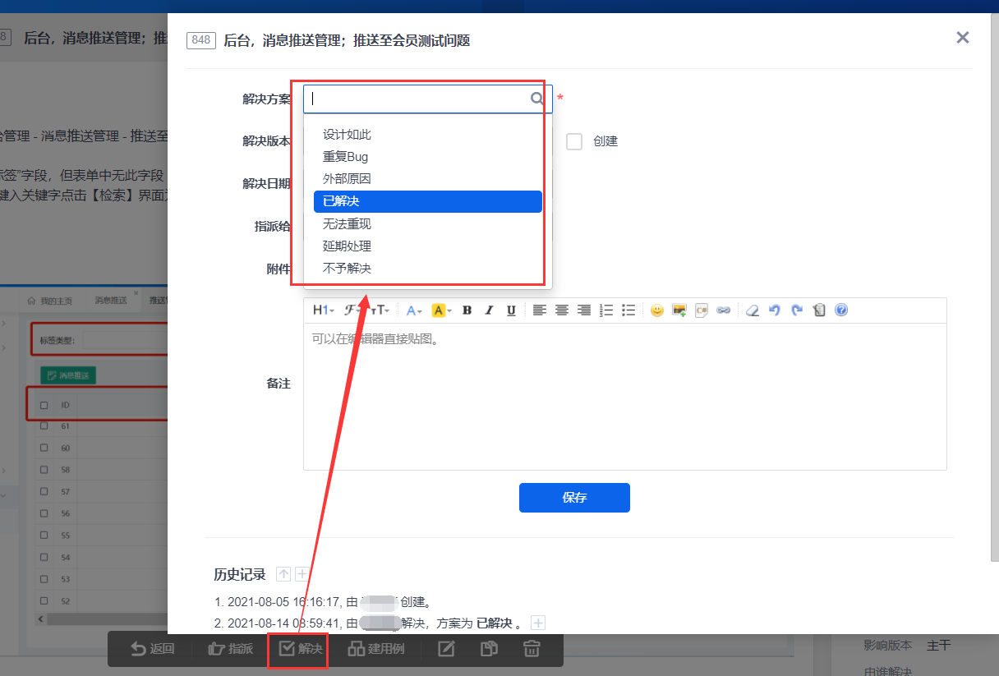 8 后台，消息推送管理；推
848 后台，消息推送管理；推送至会员测试问题
解决方案 *
设计如此
重复Bug
外部原因
已解决
无法重现
延期处理
不予解决
解决版本 创建
解决日期
指派给
附件
台管理 - 消息推送管理 - 推送至
标签”字段，但表单中无此字段
键入关键字点击【检索】界面
我的主页 消息推送 推送
标签类型：
消息推送
ID
61
60
58
57
56
55
54
53
52
H1 F TT A A B I U C#
可以在编辑器直接贴图。
备注
保存
历史记录
1. 2021-08-05 16:16:17, 由 创建。
2. 2021-08-14 08:59:41, 由 解决，方案为 已解决 。
返回 指派 解决 建用例
影响版本 主干
由谁解决